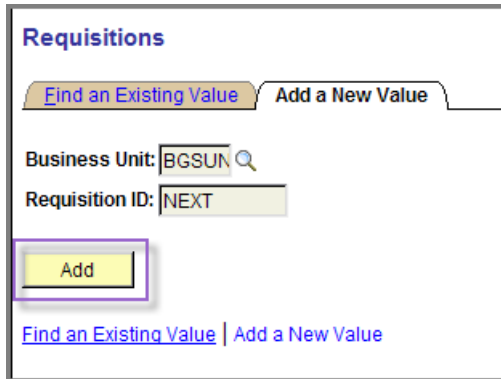 Requisitions
Find an Existing Value Add a New Value
Business Unit: BGSUN
Requisition ID: NEXT
Add
Find an Existing Value | Add a New Value